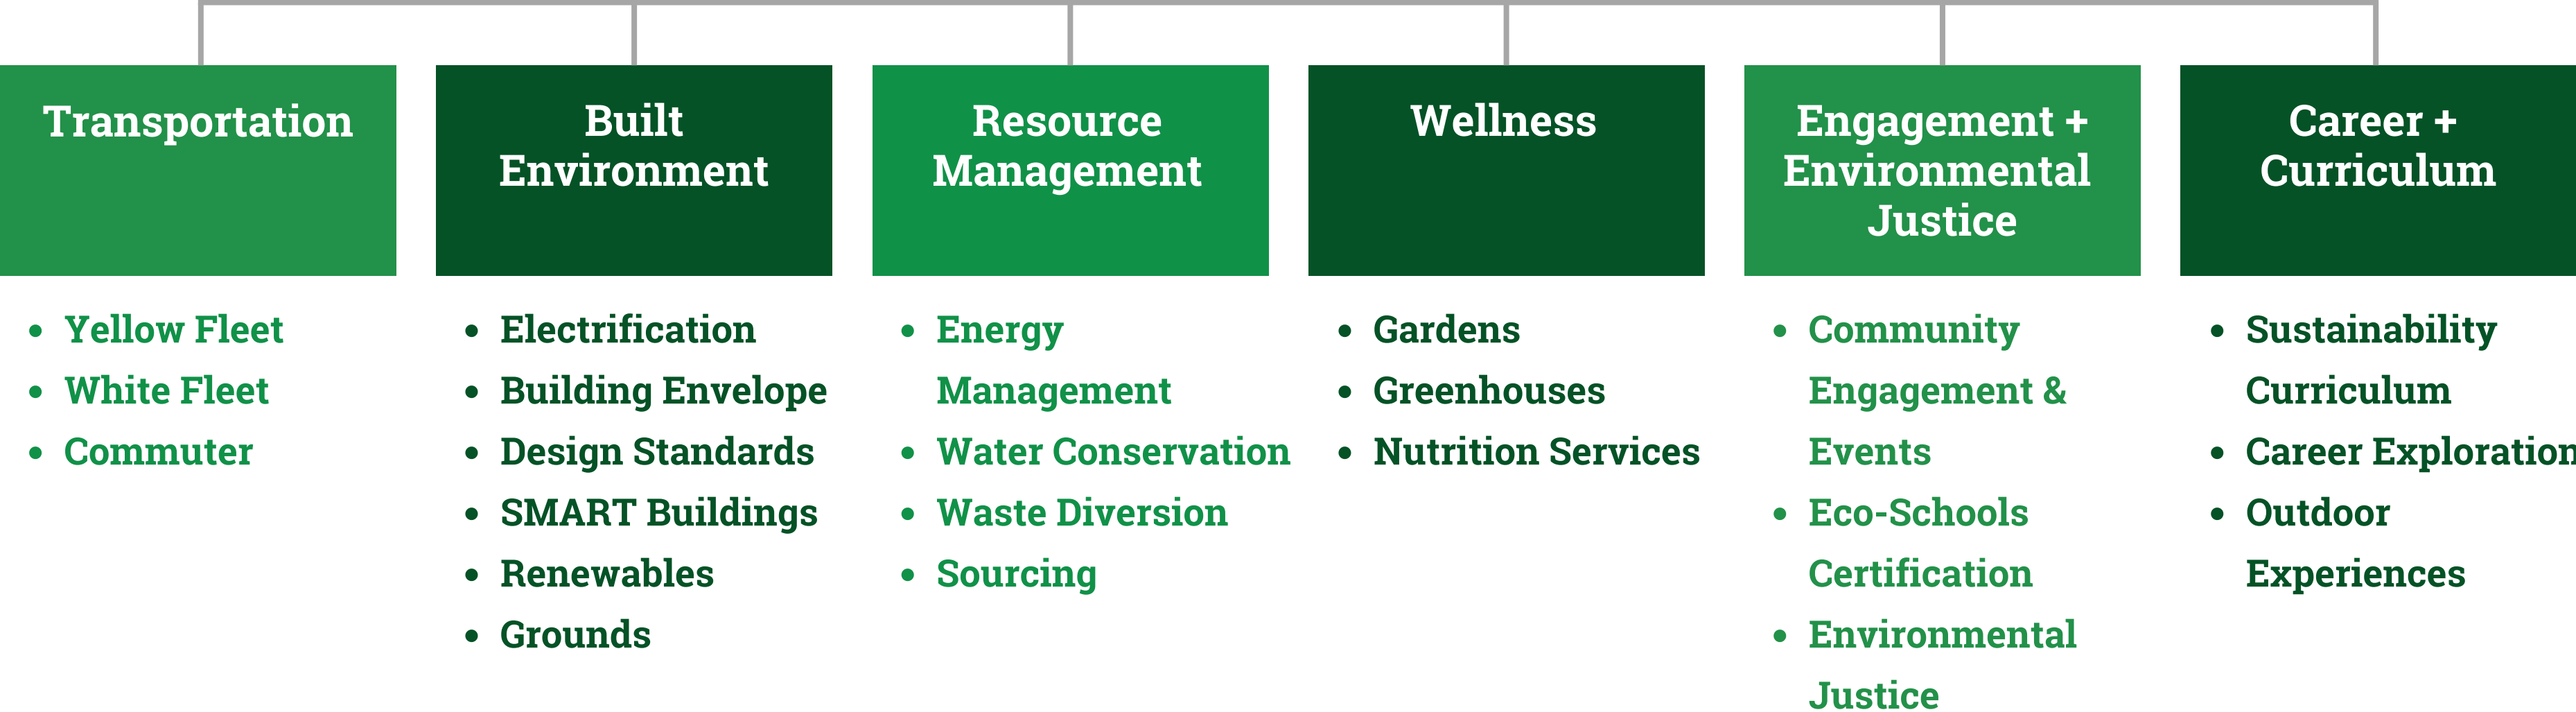 Transportation
Built
Environment
Resource
Management
Wellness
Engagement +
Environmental
Justice
Career +
Curriculum
• Yellow Fleet
• White Fleet
• Commuter
• Electrification
• Building Envelope
• Design Standards
• SMART Buildings
• Renewables
• Grounds
• Energy
Management
• Water Conservation
• Waste Diversion
• Sourcing
• Gardens
• Greenhouses
• Nutrition Services
• Community
Engagement &
Events
• Eco-Schools
Certification
• Environmental
Justice
• Sustainability
Curriculum
• Career Exploration
• Outdoor
Experiences